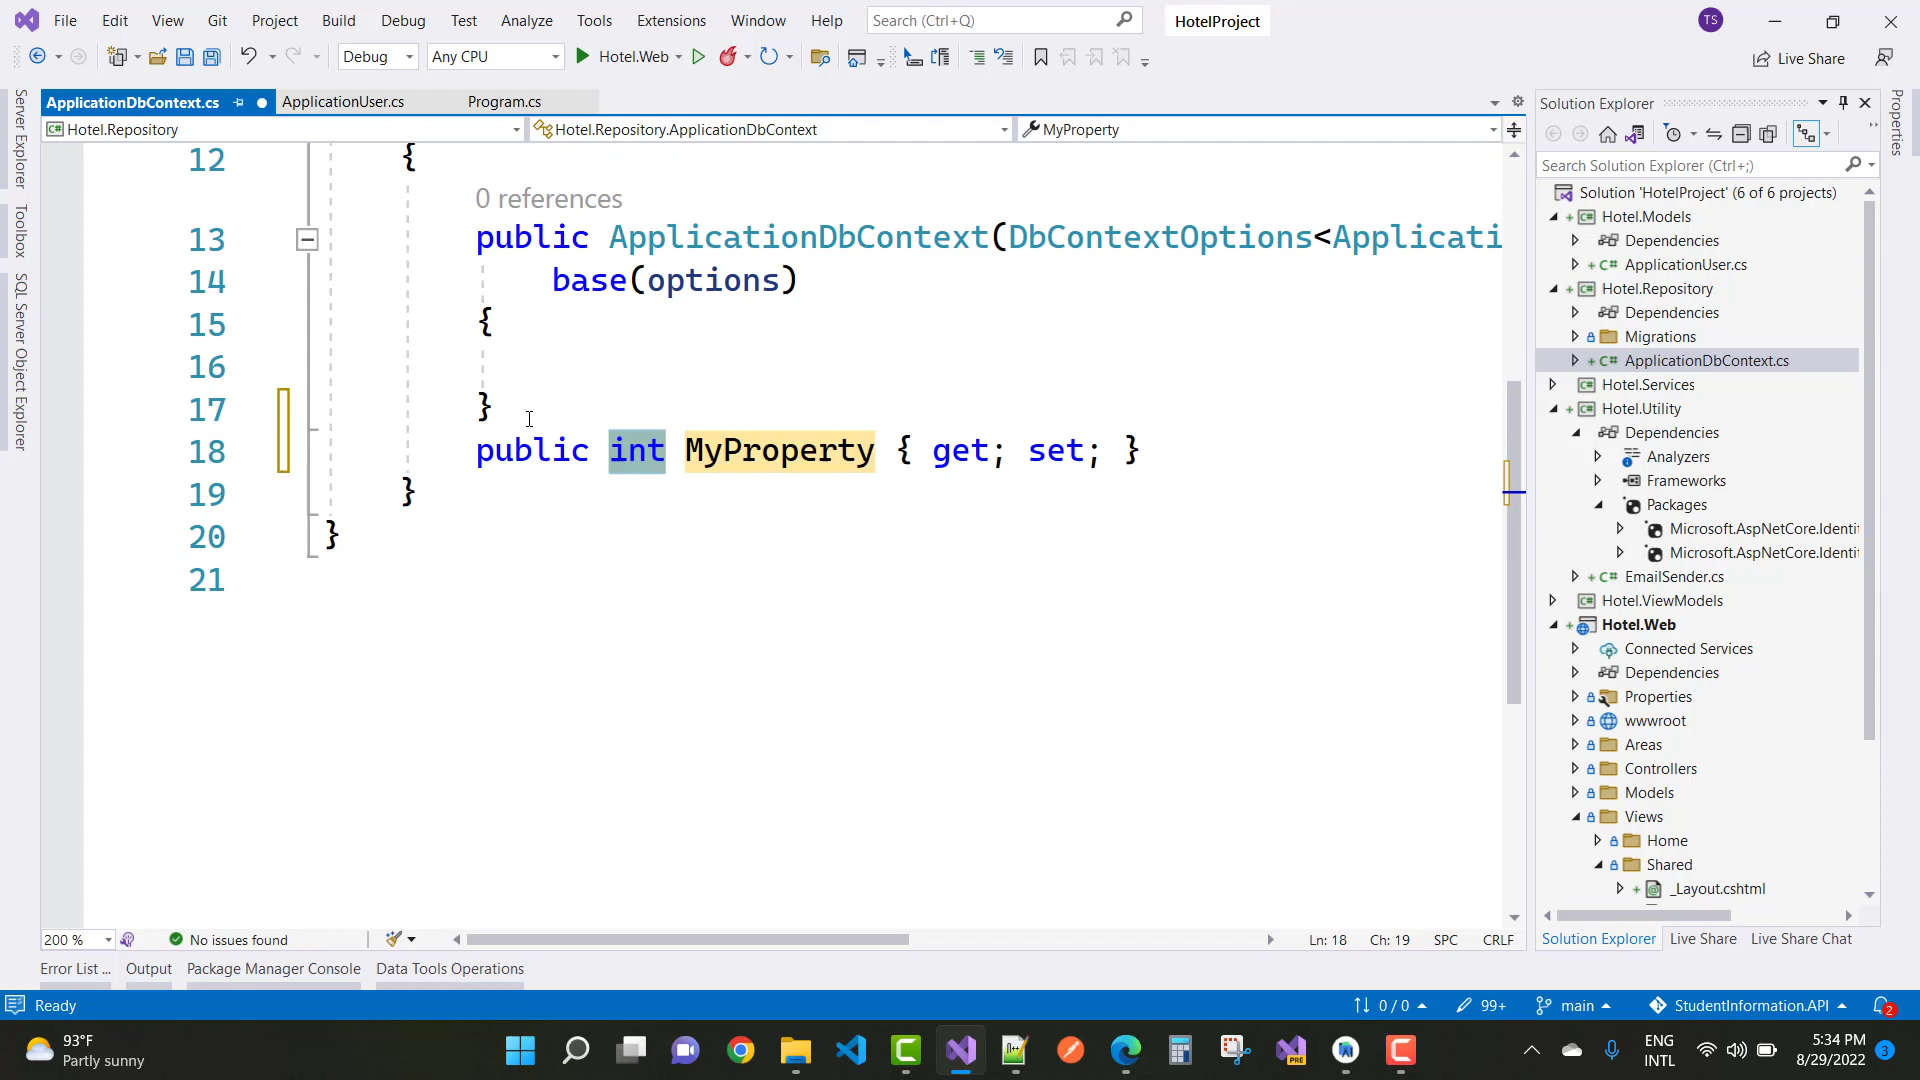 File Edit View Git Project Build Debug Test Analyze Tools Extensions Window Help Search (Ctrl+Q) HotelProject TS
Debug Any CPU Hotel.Web Live Share
ApplicationDbContext.cs ApplicationUser.cs Program.cs
Hotel.Repository Hotel.Repository.ApplicationDbContext MyProperty
12 {
0 references
13 public ApplicationDbContext(DbContextOptions<Applicati
14 base(options)
15 {
16
17 }
18 public int MyProperty { get; set; }
19 }
20 }
21
200 % No issues found Ln: 18 Ch: 19 SPC CRLF
Error List ... Output Package Manager Console Data Tools Operations
Server Explorer
Toolbox
SQL Server Object Explorer
Solution Explorer
Search Solution Explorer (Ctrl+;)
Solution 'HotelProject' (6 of 6 projects)
Hotel.Models
Dependencies
ApplicationUser.cs
Hotel.Repository
Dependencies
Migrations
ApplicationDbContext.cs
Hotel.Services
Hotel.Utility
Dependencies
Analyzers
Frameworks
Packages
Microsoft.AspNetCore.Identit
Microsoft.AspNetCore.Identit
EmailSender.cs
Hotel.ViewModels
Hotel.Web
Connected Services
Dependencies
Properties
wwwroot
Areas
Controllers
Models
Views
Home
Shared
_Layout.cshtml
Solution Explorer Live Share Live Share Chat
Properties
Ready 0 / 0 99+ main StudentInformation.API 2
93°F
Partly sunny
PRE
ENG
INTL
5:34 PM
8/29/2022
3